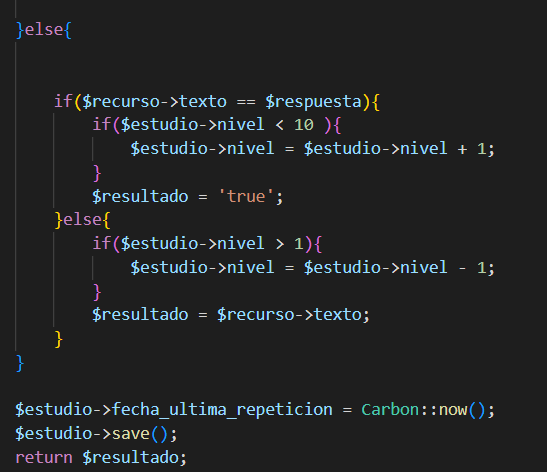 }else{
if($recurso->texto == $respuesta){
if($estudio->nivel < 10 ){
$estudio->nivel = $estudio->nivel + 1;
}
$resultado = 'true';
}else{
if($estudio->nivel > 1){
$estudio->nivel = $estudio->nivel - 1;
}
$resultado = $recurso->texto;
}
}
$estudio->fecha_ultima_repeticion = Carbon::now();
$estudio->save();
return $resultado;